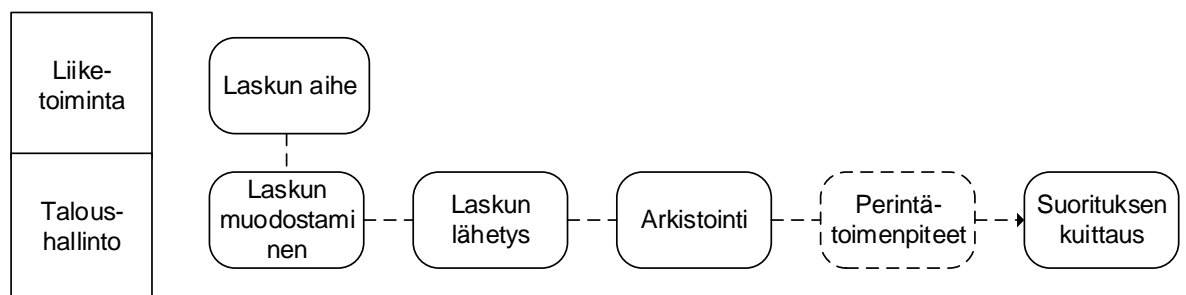 Liike-
toiminta
Laskun aihe
Talous-
hallinto
Laskun
muodostami
nen
Laskun
lähetys
Arkistointi
Perintä-
toimenpiteet
Suorituksen
kuittaus